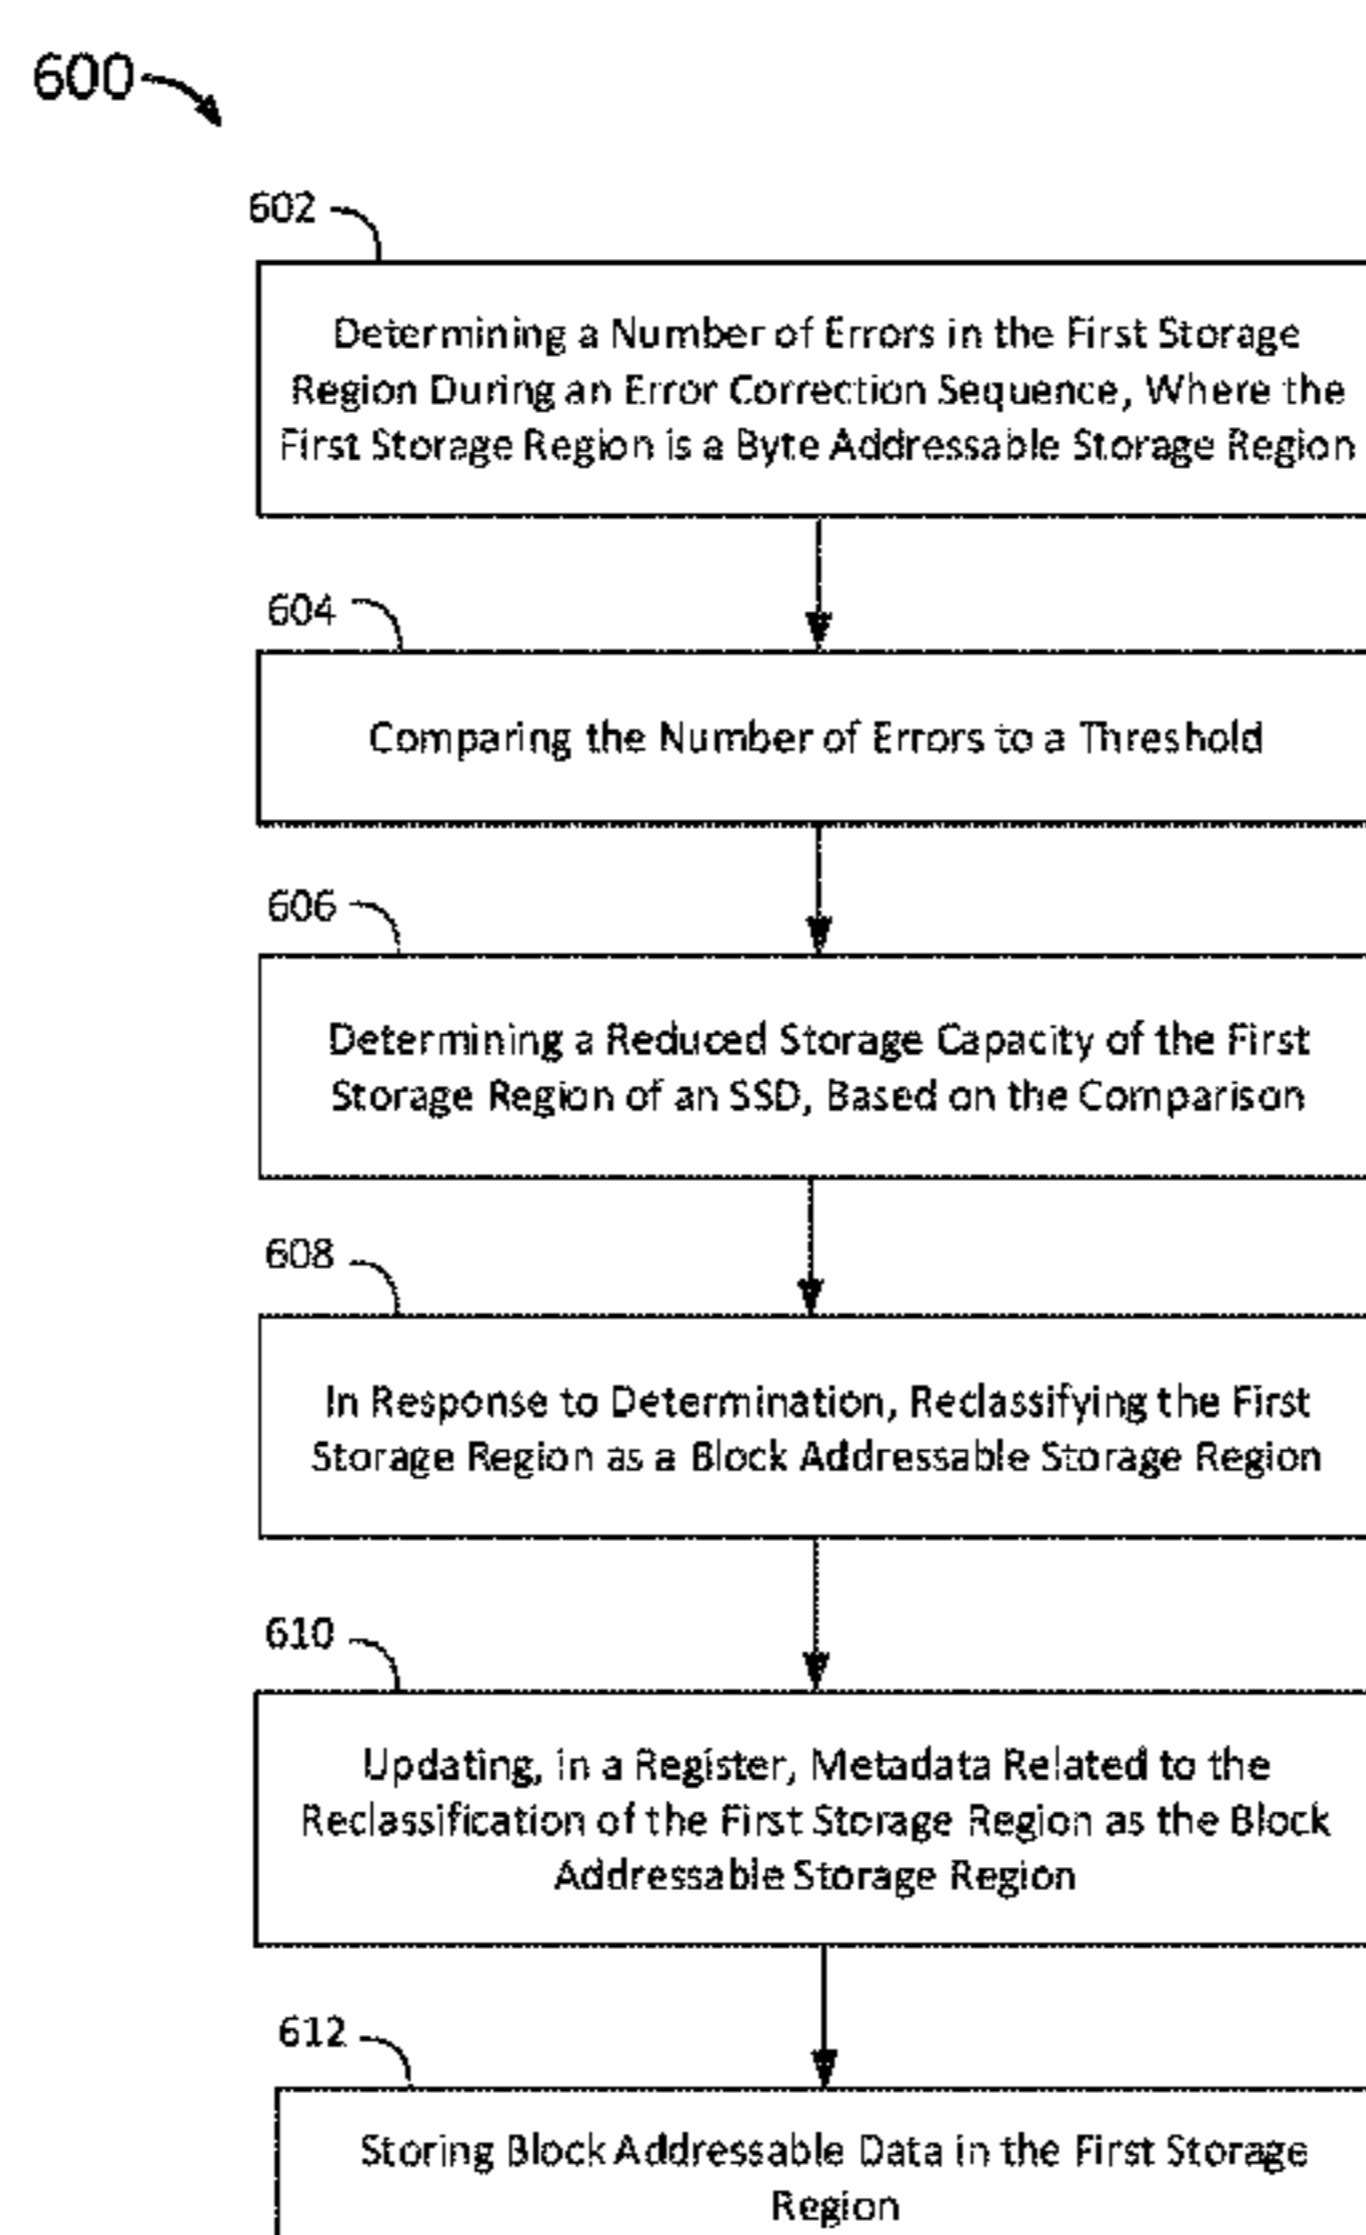 600
602
Determining a Number of Errors in the First Storage
Region During an Error Correction Sequence, Where the
First Storage Region is a Byte Addressable Storage Region
604
Comparing the Number of Errors to a Threshold
606
Determining a Reduced Storage Capacity of the First
Storage Region of an SSD, Based on the Comparison
608
In Response to Determination, Reclassifying the First
Storage Region as a Block Addressable Storage Region
610
Updating, in a Register, Metadata Related to the
Reclassification of the First Storage Region as the Block
Addressable Storage Region
612
Storing Block Addressable Data in the First Storage
Region